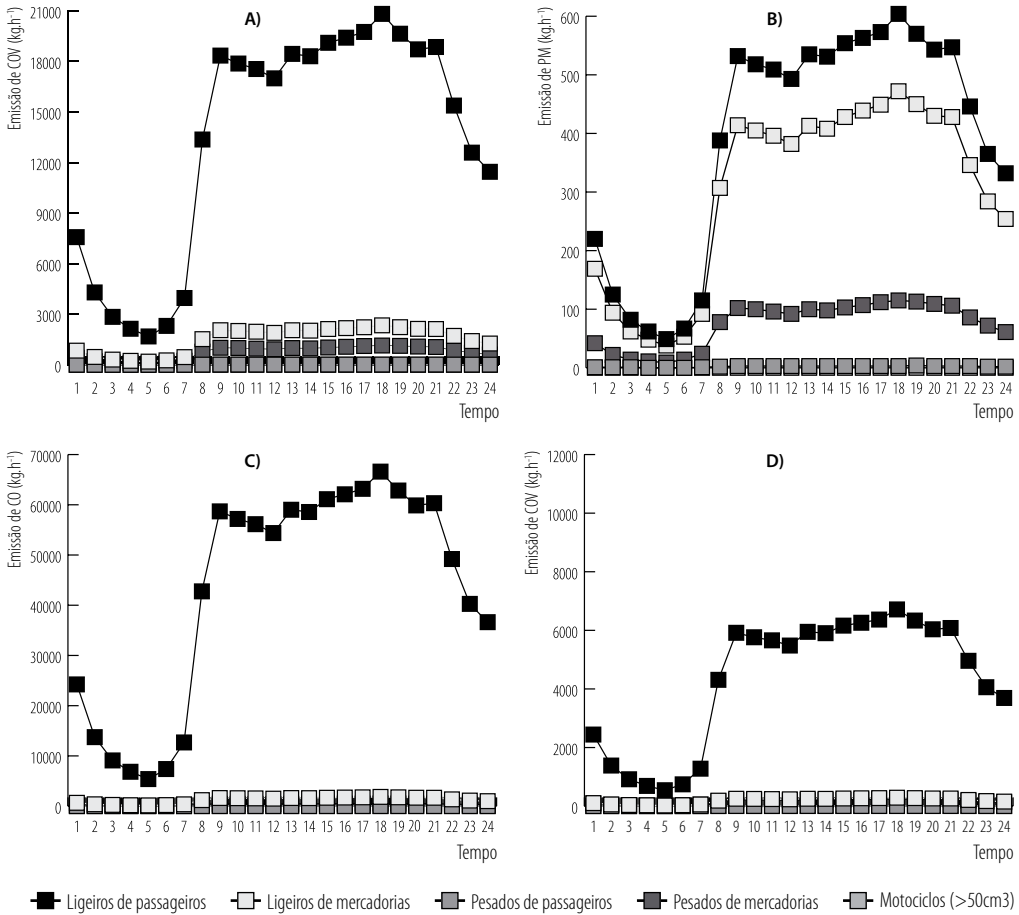 A)
Emissão de COV (kg.h⁻¹)
21000
18000
15000
12000
9000
6000
3000
0
1 2 3 4 5 6 7 8 9 10 11 12 13 14 15 16 17 18 19 20 21 22 23 24
Tempo
B)
Emissão de PM (kg.h⁻¹)
600
500
400
300
200
100
0
1 2 3 4 5 6 7 8 9 10 11 12 13 14 15 16 17 18 19 20 21 22 23 24
Tempo
C)
Emissão de CO (kg.h⁻¹)
70000
60000
50000
40000
30000
20000
10000
0
1 2 3 4 5 6 7 8 9 10 11 12 13 14 15 16 17 18 19 20 21 22 23 24
Tempo
D)
Emissão de COV (kg.h⁻¹)
12000
10000
8000
6000
4000
2000
0
1 2 3 4 5 6 7 8 9 10 11 12 13 14 15 16 17 18 19 20 21 22 23 24
Tempo
Ligeiros de passageiros Ligeiros de mercadorias Pesados de passageiros Pesados de mercadorias Motociclos (>50cm3)